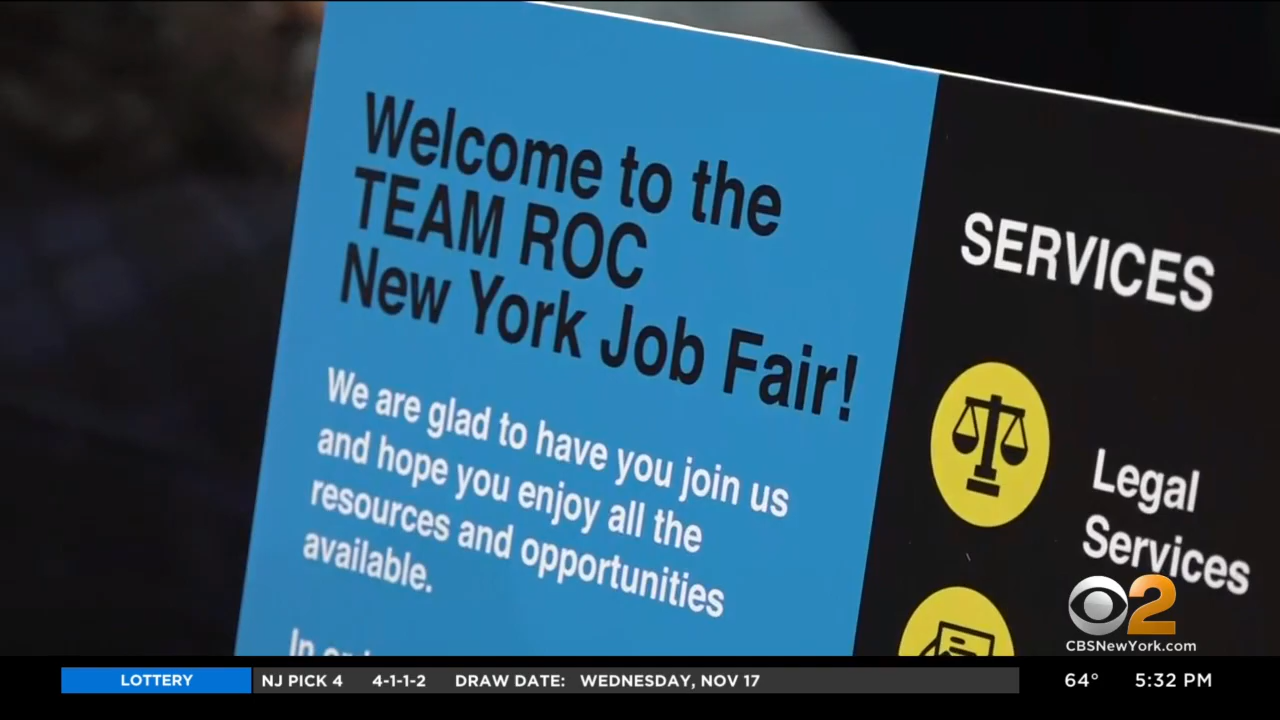 Welcome to the
TEAM ROC
New York Job Fair!
We are glad to have you join us
and hope you enjoy all the
resources and opportunities
available.
SERVICES
Legal
Services
2
CBSNewYork.com
LOTTERY
NJ PICK 4 4-1-1-2 DRAW DATE: WEDNESDAY, NOV 17
64° 5:32 PM